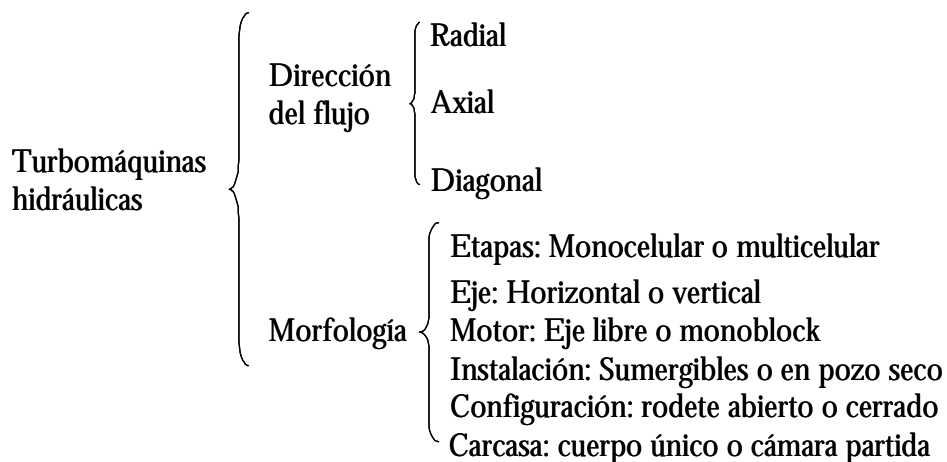 Turbomáquinas
hidráulicas
Dirección
del flujo
Radial
Axial
Diagonal
Morfología
Etapas: Monocelular o multicelular
Eje: Horizontal o vertical
Motor: Eje libre o monoblock
Instalación: Sumergibles o en pozo seco
Configuración: rodete abierto o cerrado
Carcasa: cuerpo único o cámara partida